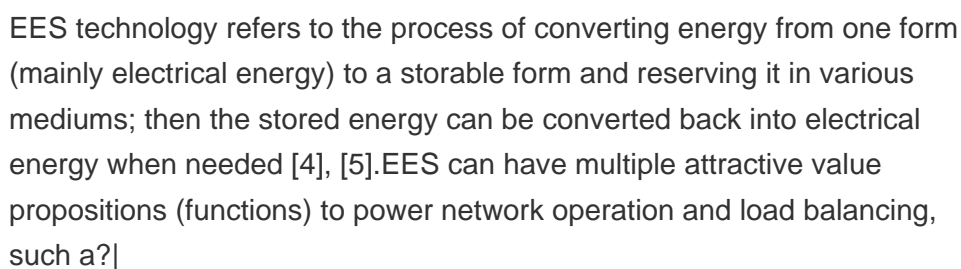 EES technology refers to the process of converting energy from one form
(mainly electrical energy) to a storable form and reserving it in various
mediums; then the stored energy can be converted back into electrical
energy when needed [4], [5].EES can have multiple attractive value
propositions (functions) to power network operation and load balancing,
such a?|